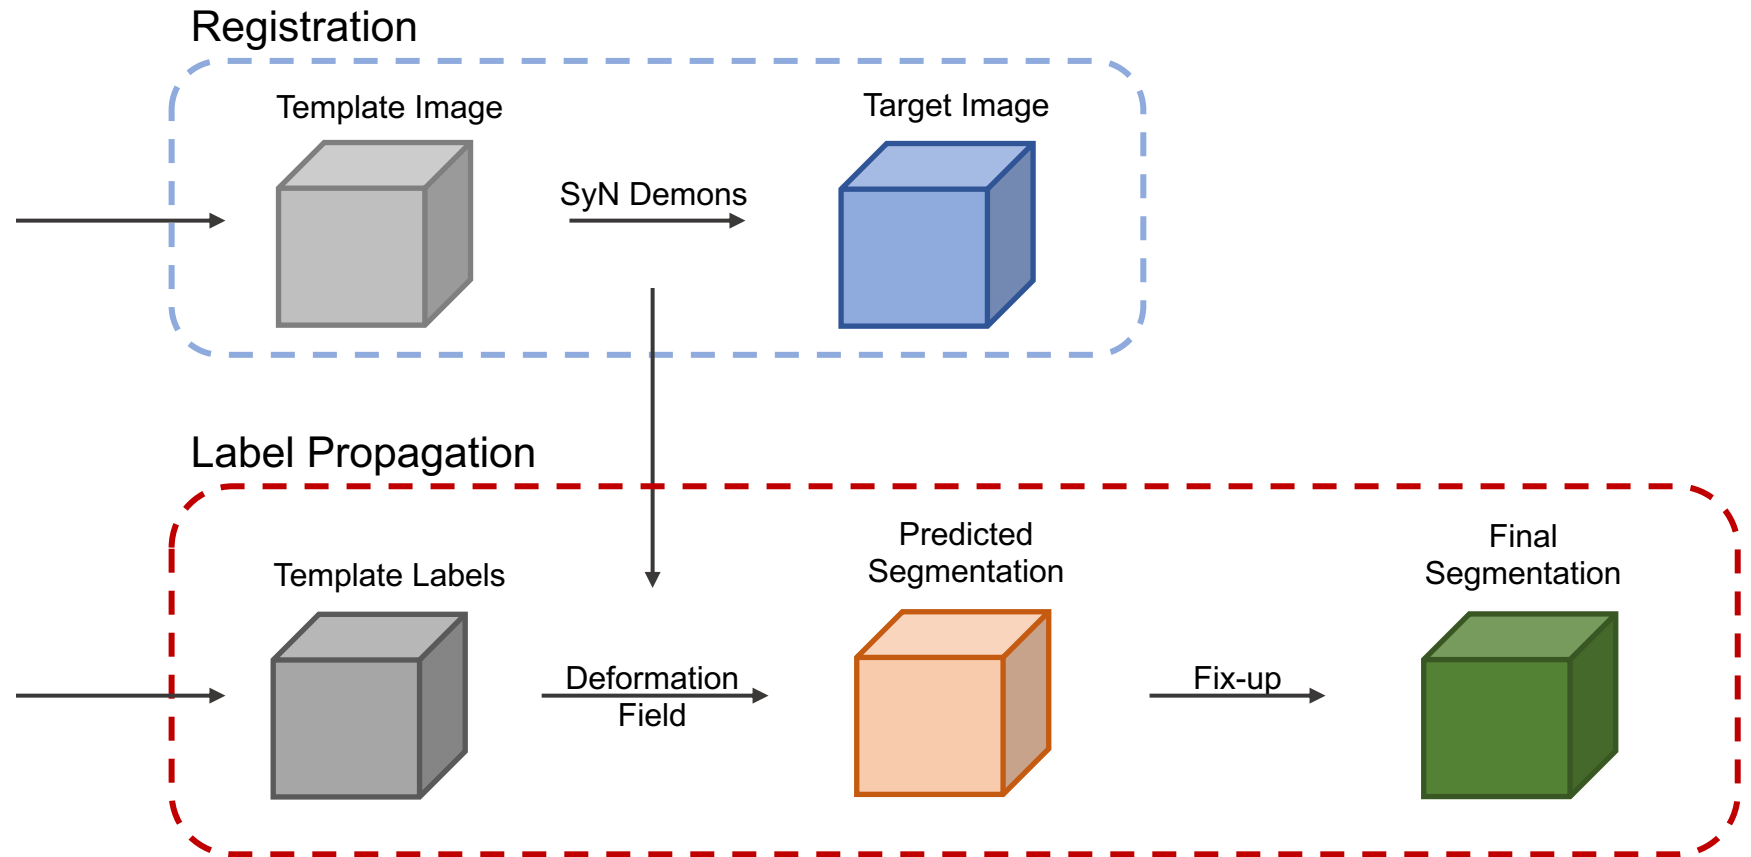 Registration
Template Image
Target Image
SyN Demons
Label Propagation
Template Labels
Deformation
Field
Predicted
Segmentation
Fix-up
Final
Segmentation